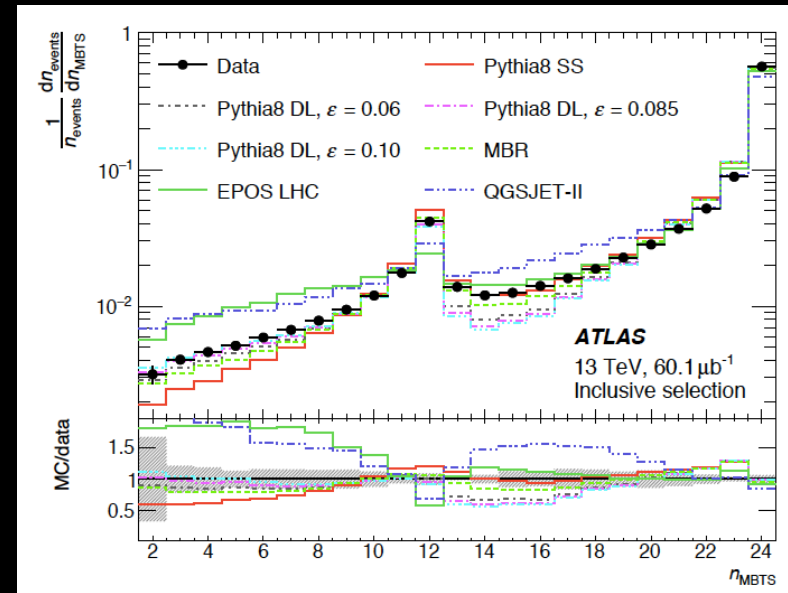 1/n_events dn_events/dn_MBTS
1
10⁻¹
10⁻²
Data
Pythia8 SS
Pythia8 DL, ε = 0.06
Pythia8 DL, ε = 0.085
Pythia8 DL, ε = 0.10
MBR
EPOS LHC
QGSJET-II
ATLAS
13 TeV, 60.1 μb⁻¹
Inclusive selection
MC/data
1.5
1
0.5
2 4 6 8 10 12 14 16 18 20 22 24
n_MBTS